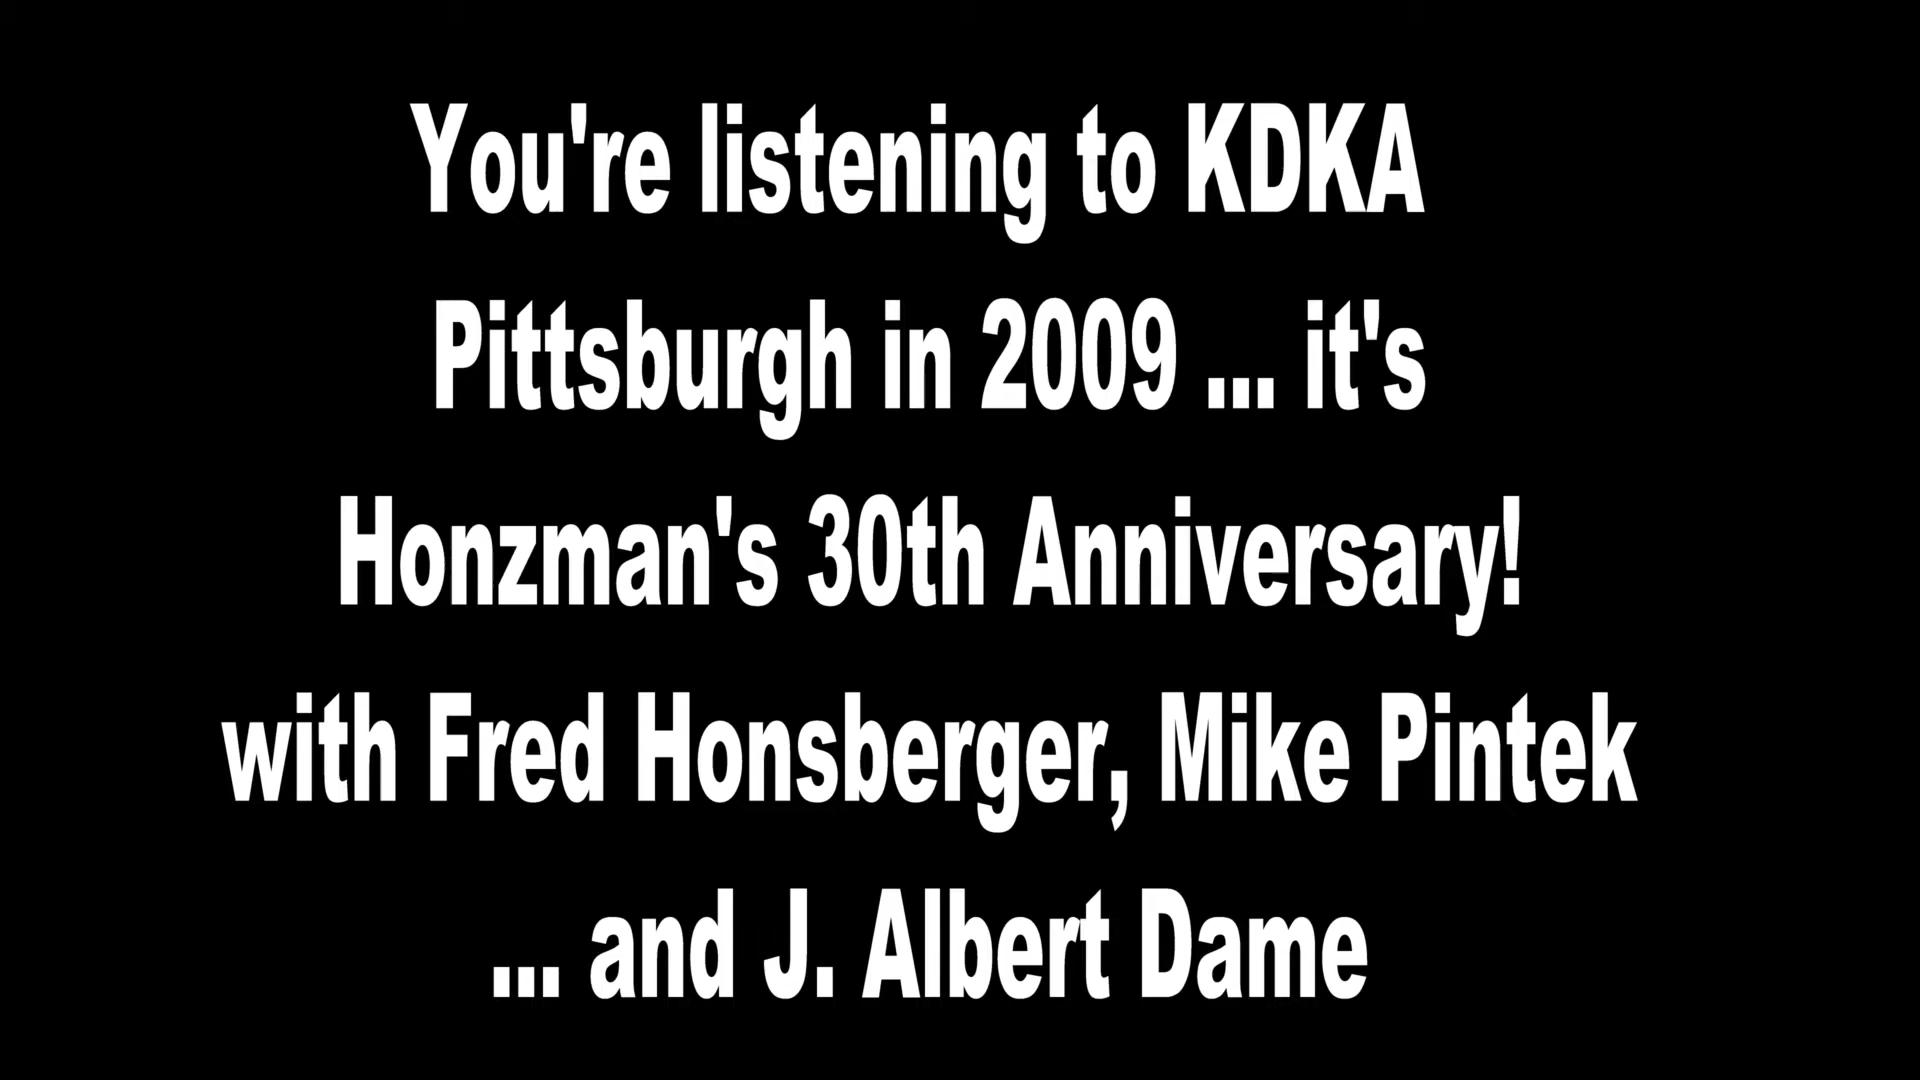 You're listening to KDKA
Pittsburgh in 2009 ... it's
Honzman's 30th Anniversary!
with Fred Honsberger, Mike Pintek
... and J. Albert Dame